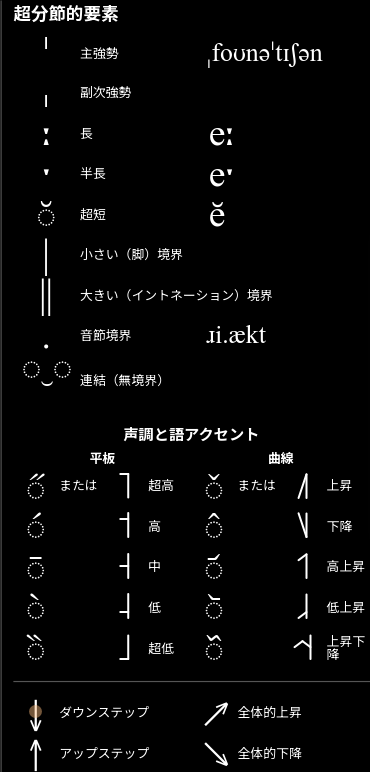 超分節的要素
ˈ 主強勢 ˌfoʊnəˈtɪʃən
ˌ 副次強勢
ː 長 eː
ˑ 半長 eˑ
◌̆ 超短 ĕ
| 小さい（脚）境界
‖ 大きい（イントネーション）境界
. 音節境界 ɹi.ækt
◌‿◌ 連結（無境界）
声調と語アクセント
平板 曲線
◌̋ または ˥ 超高 ◌̌ または ˩˥ 上昇
◌́ ˦ 高 ◌̂ ˥˩ 下降
◌̄ ˧ 中 ◌᷄ ˧˥ 高上昇
◌̀ ˨ 低 ◌᷅ ˩˧ 低上昇
◌̏ ˩ 超低 ◌᷈ ˧˦˧ 上昇下
降
↓ ダウンステップ ↗ 全体的上昇
↑ アップステップ ↘ 全体的下降